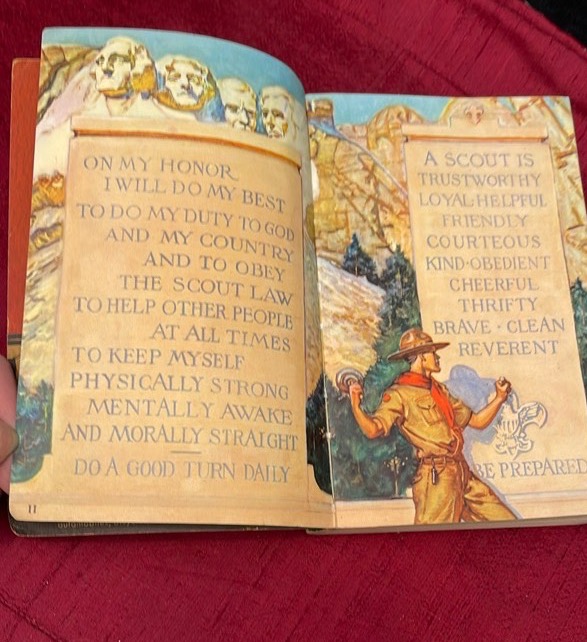 ON MY HONOR
I WILL DO MY BEST
TO DO MY DUTY TO GOD
AND MY COUNTRY
AND TO OBEY
THE SCOUT LAW
TO HELP OTHER PEOPLE
AT ALL TIMES
TO KEEP MYSELF
PHYSICALLY STRONG
MENTALLY AWAKE
AND MORALLY STRAIGHT
DO A GOOD TURN DAILY
II
A SCOUT IS
TRUSTWORTHY
LOYAL·HELPFUL
FRIENDLY
COURTEOUS
KIND·OBEDIENT
CHEERFUL
THRIFTY
BRAVE · CLEAN
REVERENT
BE PREPARED